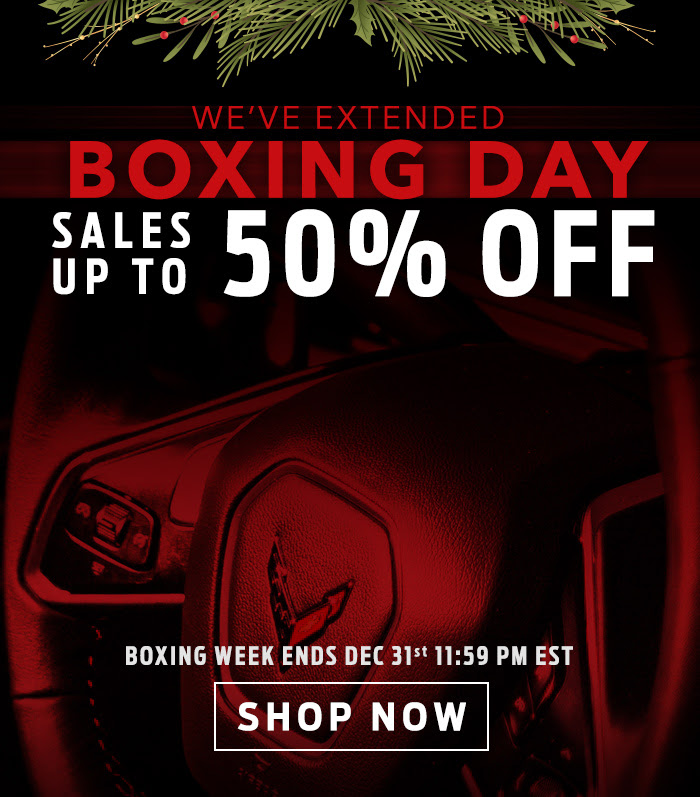 WE'VE EXTENDED
BOXING DAY
SALES
UP TO
50% OFF
BOXING WEEK ENDS DEC 31st 11:59 PM EST
SHOP NOW